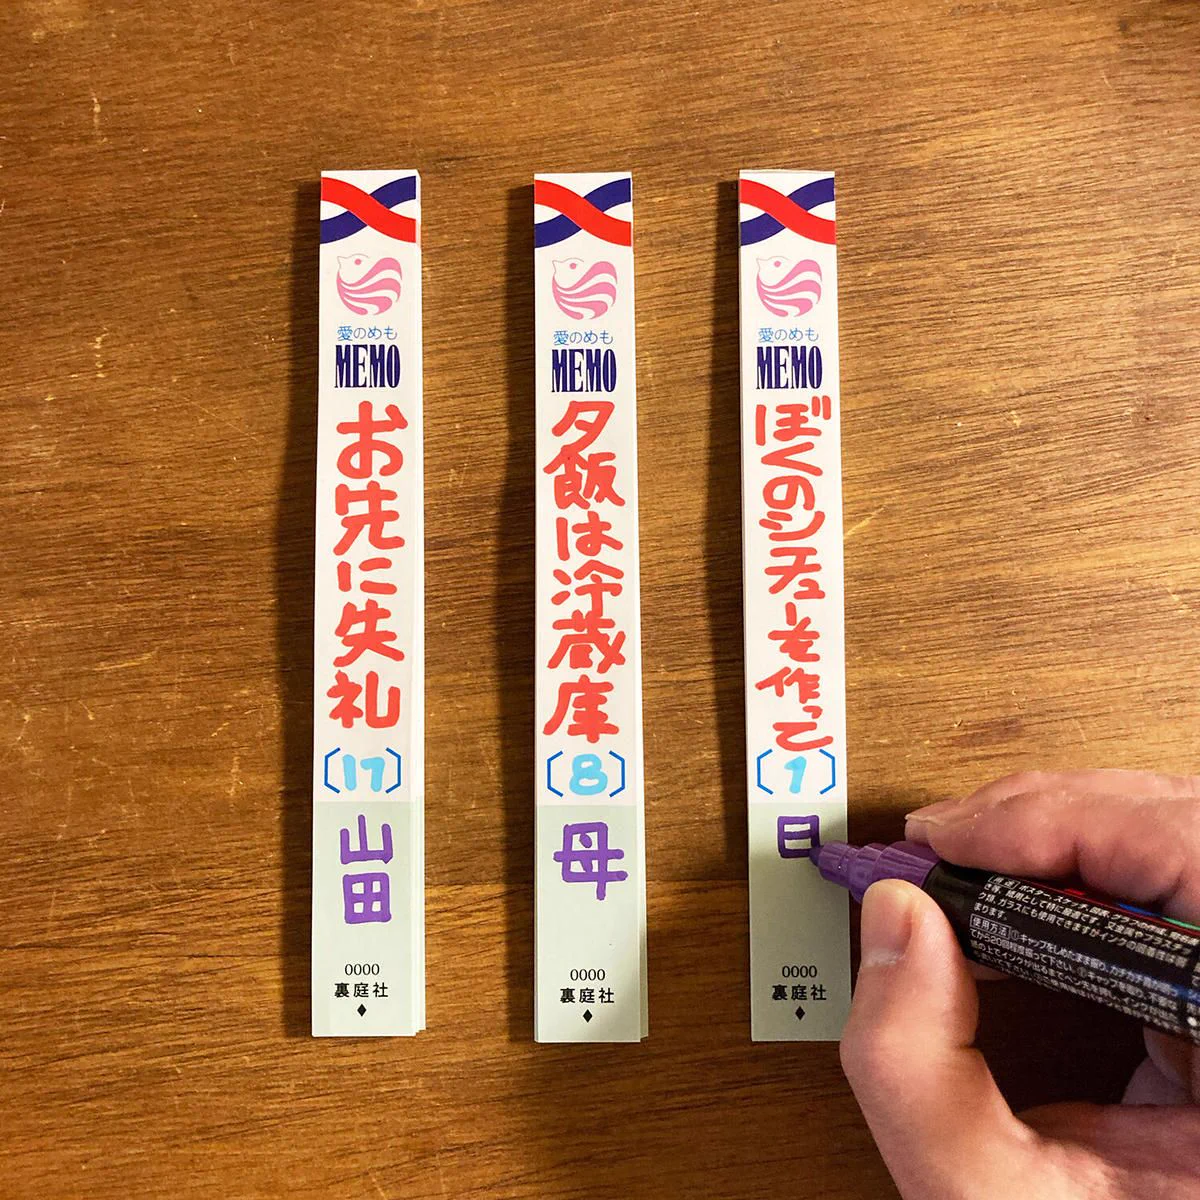 愛のめも
MEMO
お先に失礼
(17)
山田
0000
裏庭社
愛のめも
MEMO
夕飯は冷蔵庫
(8)
母
0000
裏庭社
愛のめも
MEMO
ぼくのシチューを作って
(1)
日
0000
裏庭社